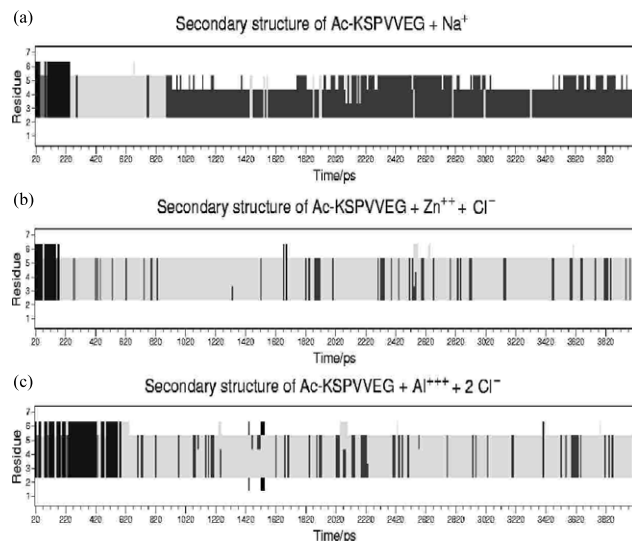 (a)
Secondary structure of Ac-KSPVVEG + Na⁺
Residue
7
6
5
4
3
2
1
20 220 420 620 820 1020 1220 1420 1620 1820 2020 2220 2420 2620 2820 3020 3220 3420 3620 3820
Time/ps
(b)
Secondary structure of Ac-KSPVVEG + Zn⁺⁺ + Cl⁻
Residue
7
6
5
4
3
2
1
20 220 420 620 820 1020 1220 1420 1620 1820 2020 2220 2420 2620 2820 3020 3220 3420 3620 3820
Time/ps
(c)
Secondary structure of Ac-KSPVVEG + Al⁺⁺⁺ + 2 Cl⁻
Residue
7
6
5
4
3
2
1
20 220 420 620 820 1020 1220 1420 1620 1820 2020 2220 2420 2620 2820 3020 3220 3420 3620 3820
Time/ps